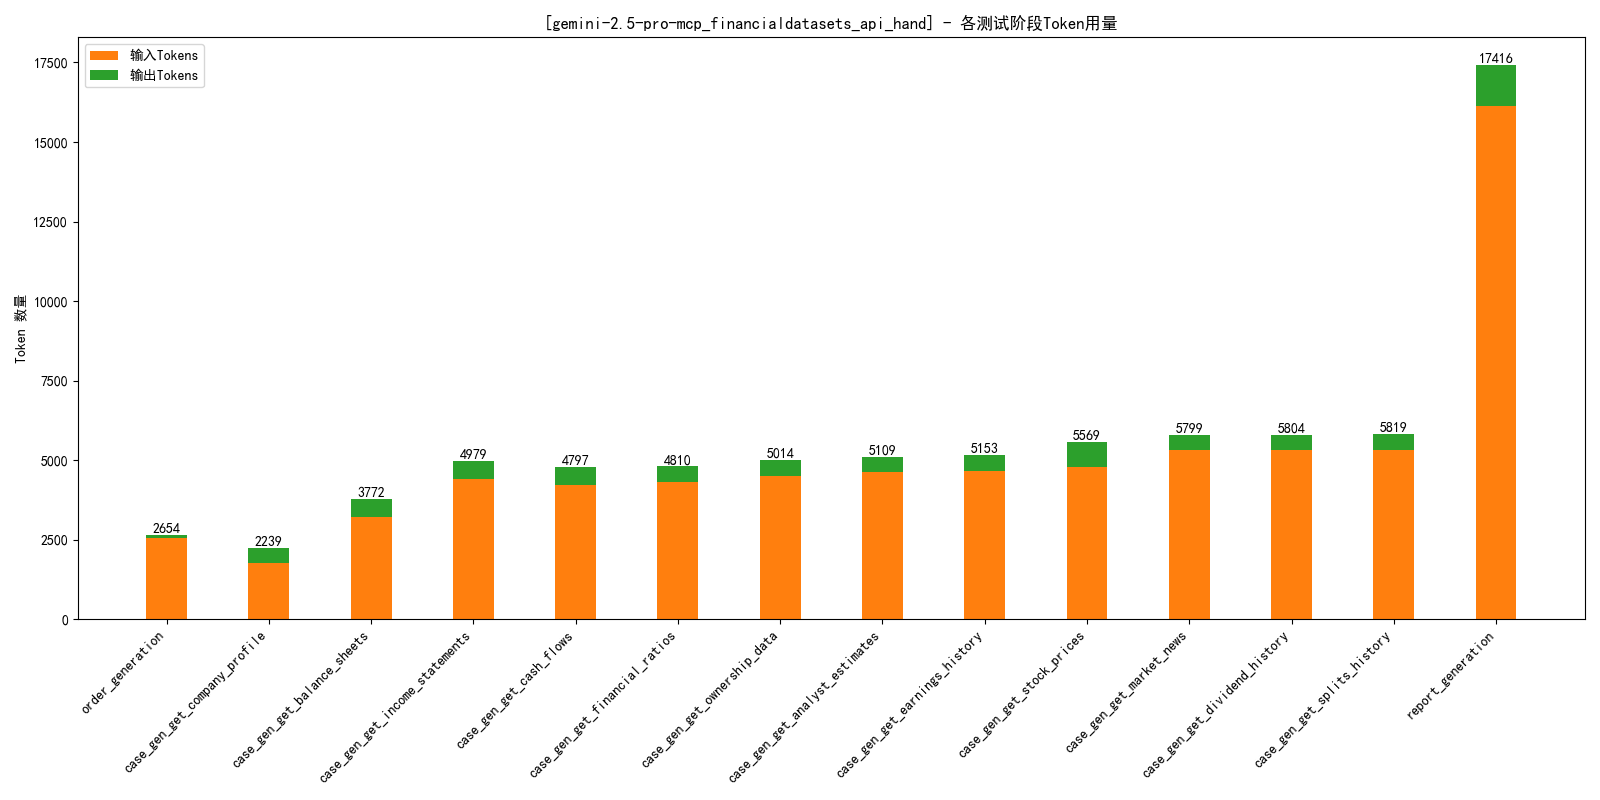 [gemini-2.5-pro-mcp_financialdatasets_api_hand] - 各测试阶段Token用量
输入Tokens
输出Tokens
Token 数量
17500
15000
12500
10000
7500
5000
2500
0
2654
2239
3772
4979
4797
4810
5014
5109
5153
5569
5799
5804
5819
17416
order_generation
case_gen_get_company_profile
case_gen_get_balance_sheets
case_gen_get_income_statements
case_gen_get_cash_flows
case_gen_get_financial_ratios
case_gen_get_ownership_data
case_gen_get_analyst_estimates
case_gen_get_earnings_history
case_gen_get_stock_prices
case_gen_get_market_news
case_gen_get_dividend_history
case_gen_get_splits_history
report_generation